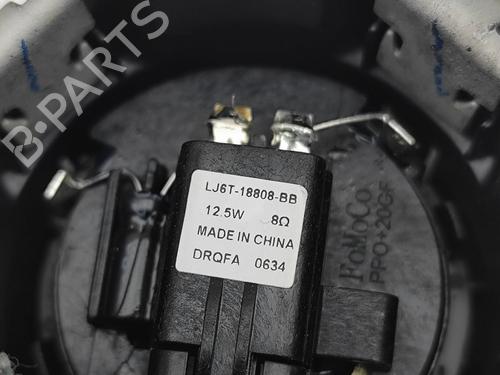 B-PARTS
LJ6T-18808-BB
12.5W 8Ω
MADE IN CHINA
DRQFA 0634
FoMoCo
PPO+20GF